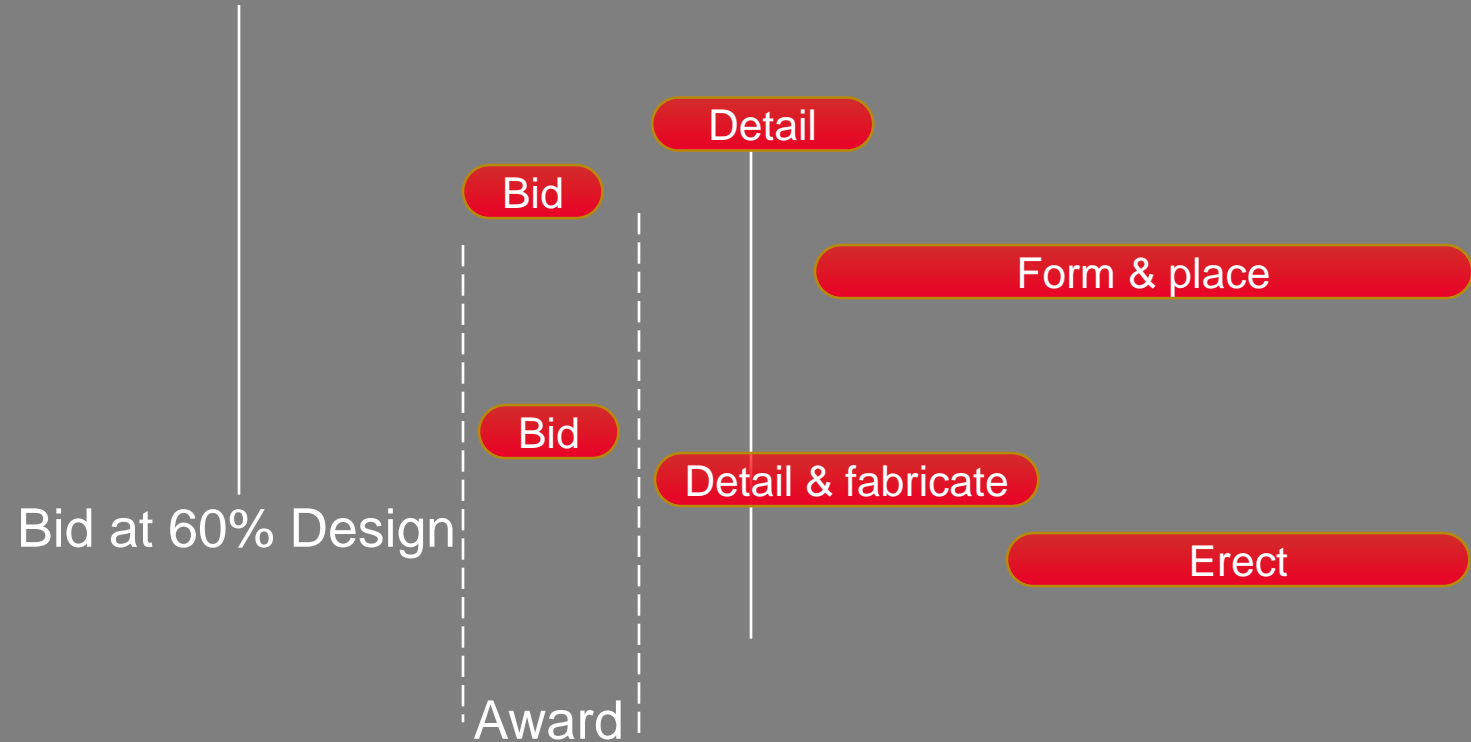 Detail
Bid
Form & place
Bid
Detail & fabricate
Bid at 60% Design
Erect
Award